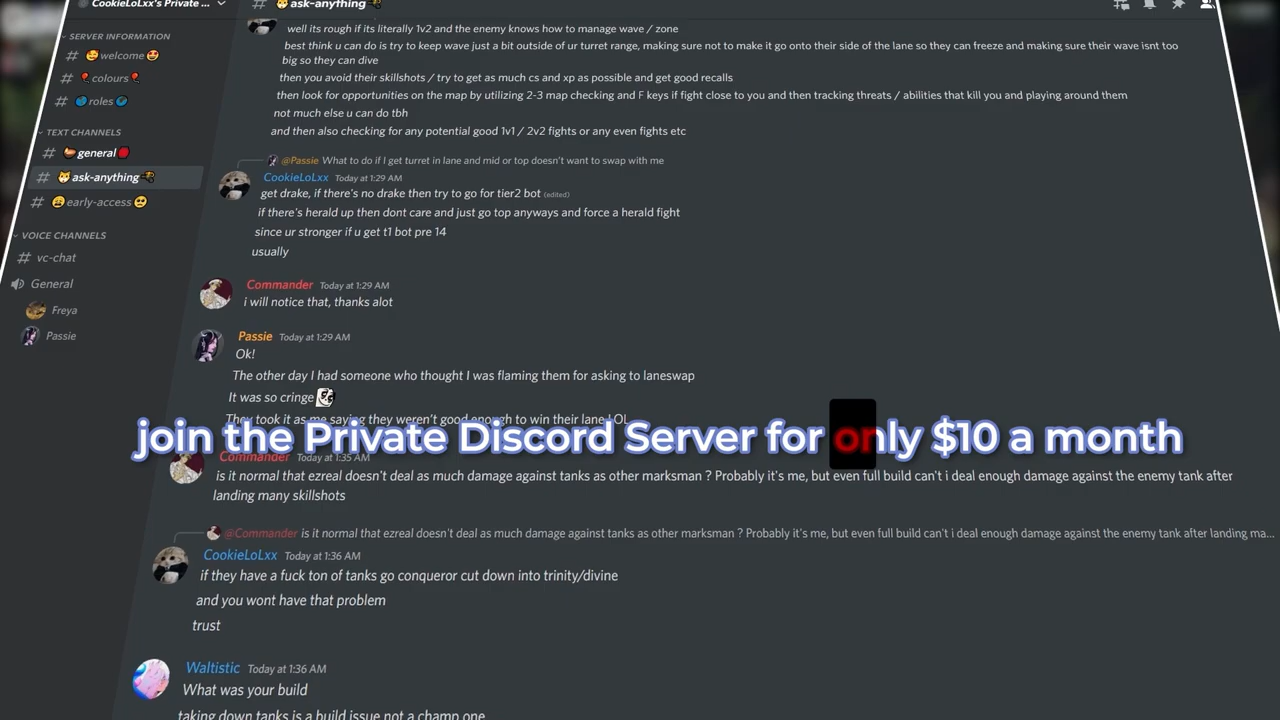 CookieLoLxx's Private ...
# ask-anything
SERVER INFORMATION
# welcome
# colours
# roles
TEXT CHANNELS
# general
# ask-anything
# early-access
VOICE CHANNELS
# vc-chat
General
Freya
Passie
well its rough if its literally 1v2 and the enemy knows how to manage wave / zone
best think u can do is try to keep wave just a bit outside of ur turret range, making sure not to make it go onto their side of the lane so they can freeze and making sure their wave isnt too
big so they can dive
then you avoid their skillshots / try to get as much cs and xp as possible and get good recalls
then look for opportunities on the map by utilizing 2-3 map checking and F keys if fight close to you and then tracking threats / abilities that kill you and playing around them
not much else u can do tbh
and then also checking for any potential good 1v1 / 2v2 fights or any even fights etc
@Passie What to do if I get turret in lane and mid or top doesn't want to swap with me
CookieLoLxx Today at 1:29 AM
get drake, if there's no drake then try to go for tier2 bot (edited)
if there's herald up then dont care and just go top anyways and force a herald fight
since ur stronger if u get t1 bot pre 14
usually
Commander Today at 1:29 AM
i will notice that, thanks alot
Passie Today at 1:29 AM
Ok!
The other day I had someone who thought I was flaming them for asking to laneswap
It was so cringe
They took it as me saying they weren't good enough to win their lane LOL
join the Private Discord Server for only $10 a month
Commander Today at 1:35 AM
is it normal that ezreal doesn't deal as much damage against tanks as other marksman ? Probably it's me, but even full build can't i deal enough damage against the enemy tank after
landing many skillshots
@Commander is it normal that ezreal doesn't deal as much damage against tanks as other marksman ? Probably it's me, but even full build can't i deal enough damage against the enemy tank after landing ma...
CookieLoLxx Today at 1:36 AM
if they have a fuck ton of tanks go conqueror cut down into trinity/divine
and you wont have that problem
trust
Waltistic Today at 1:36 AM
What was your build
taking down tanks is a build issue not a champ one